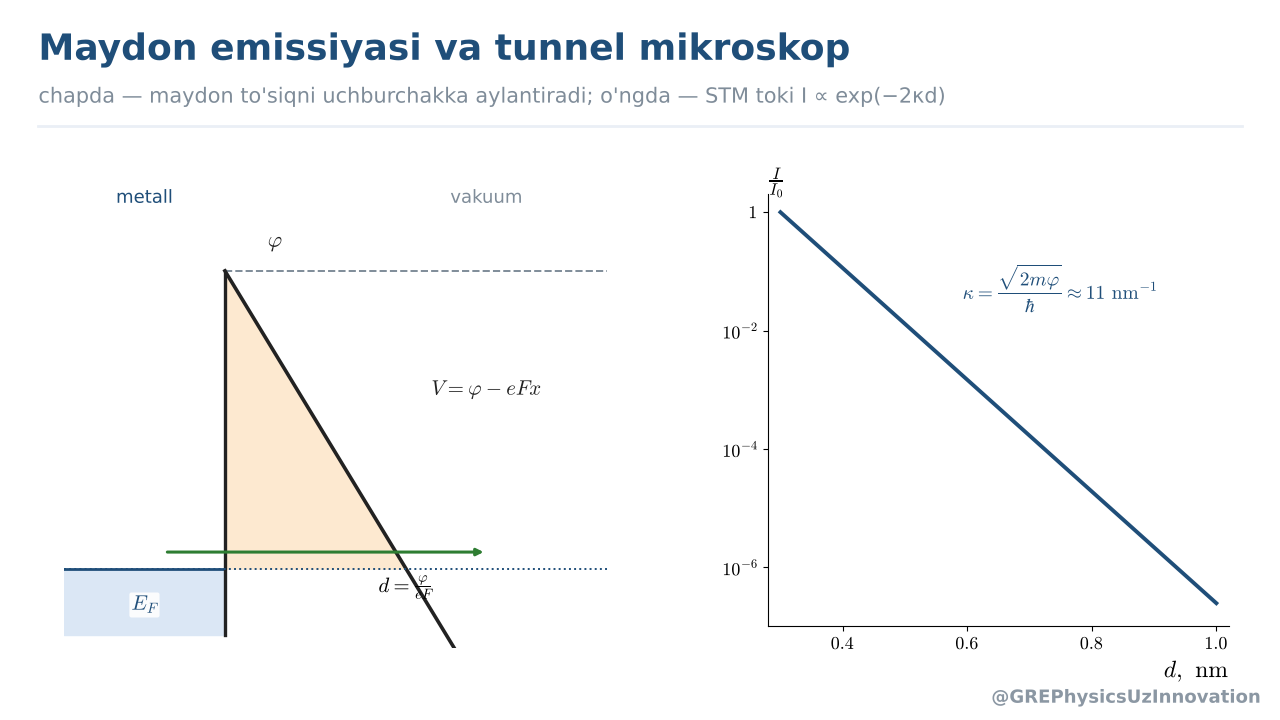 Maydon emissiyasi va tunnel mikroskop
chapda — maydon to'siqni uchburchakka aylantiradi; o'ngda — STM toki I ∝ exp(−2κd)
metall
vakuum
φ
V = φ − eFx
d = φ/eF
E_F
I/I₀
1
10⁻²
10⁻⁴
10⁻⁶
κ = √(2mφ)/ħ ≈ 11 nm⁻¹
0.4 0.6 0.8 1.0
d, nm
@GREPhysicsUzInnovation